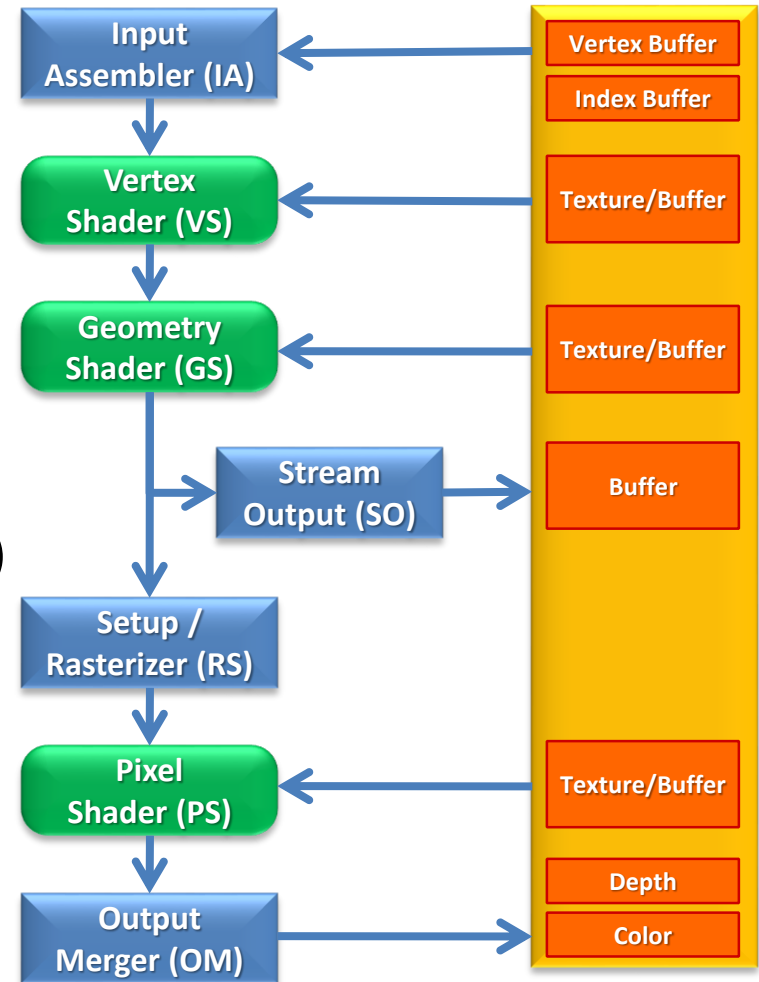 Input
Assembler (IA)
Vertex Buffer
Index Buffer
Vertex
Shader (VS)
Texture/Buffer
Geometry
Shader (GS)
Texture/Buffer
Stream
Output (SO)
Buffer
)
Setup /
Rasterizer (RS)
Pixel
Shader (PS)
Texture/Buffer
Depth
Output
Merger (OM)
Color